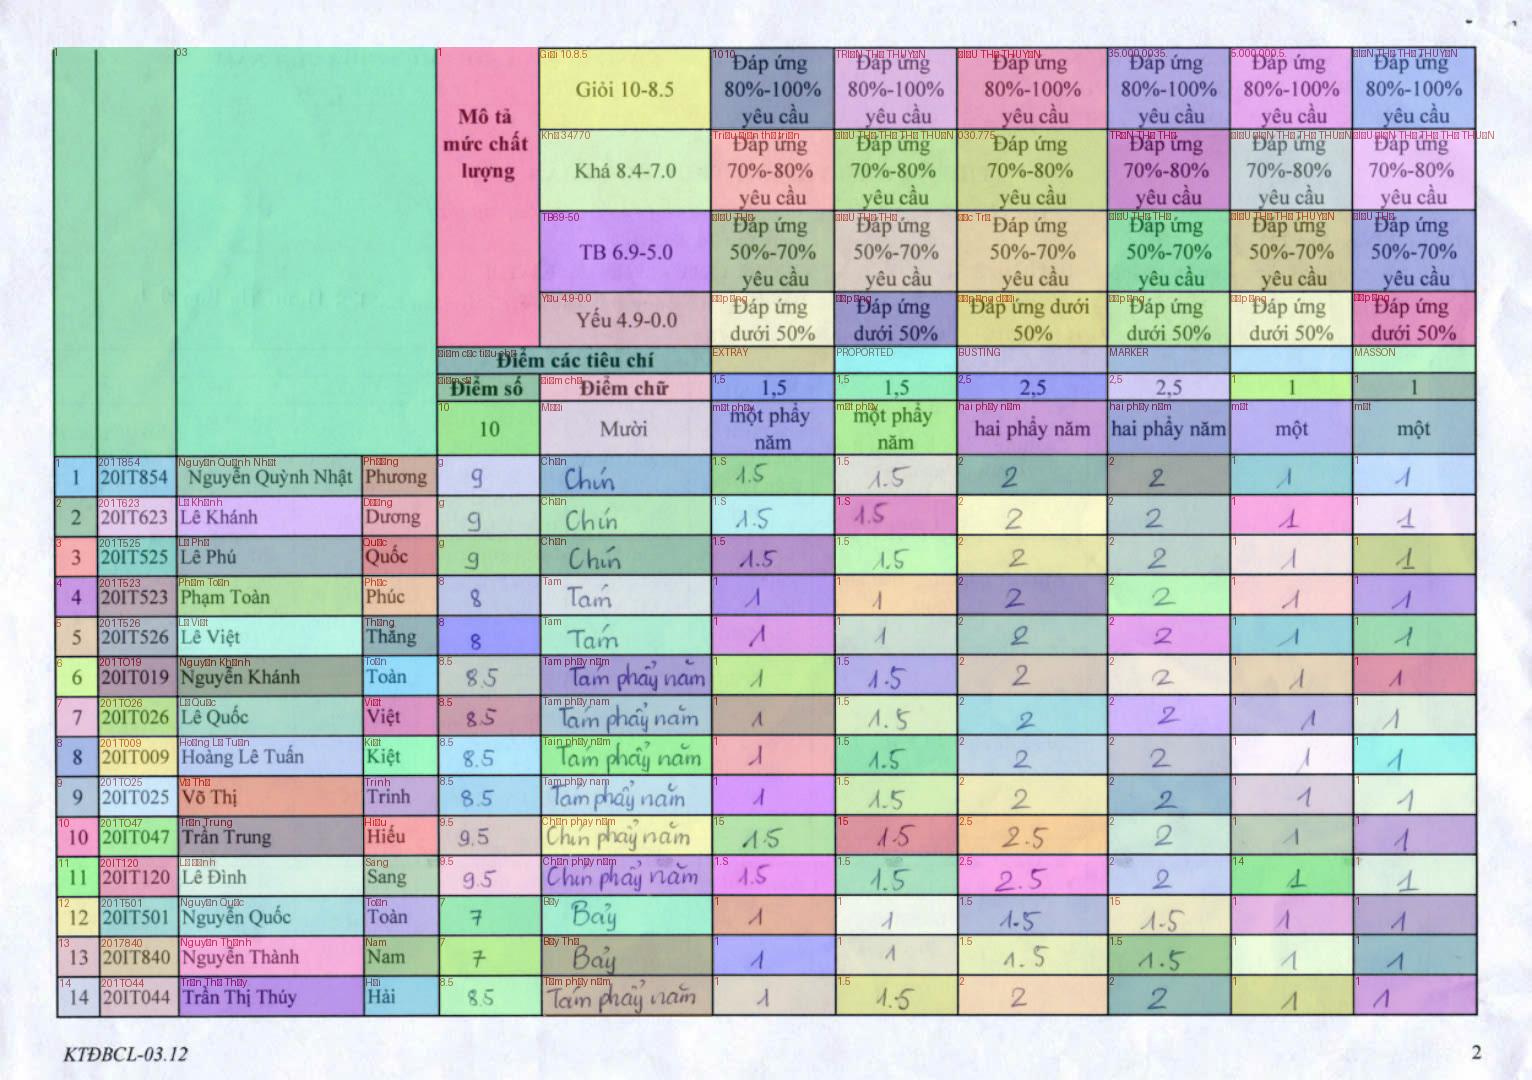 Mô tả mức chất lượng
Giỏi 10-8.5 Đáp ứng 80%-100% yêu cầu Đáp ứng 80%-100% yêu cầu Đáp ứng 80%-100% yêu cầu Đáp ứng 80%-100% yêu cầu Đáp ứng 80%-100% yêu cầu Đáp ứng 80%-100% yêu cầu
Khá 8.4-7.0 Đáp ứng 70%-80% yêu cầu Đáp ứng 70%-80% yêu cầu Đáp ứng 70%-80% yêu cầu Đáp ứng 70%-80% yêu cầu Đáp ứng 70%-80% yêu cầu Đáp ứng 70%-80% yêu cầu
TB 6.9-5.0 Đáp ứng 50%-70% yêu cầu Đáp ứng 50%-70% yêu cầu Đáp ứng 50%-70% yêu cầu Đáp ứng 50%-70% yêu cầu Đáp ứng 50%-70% yêu cầu Đáp ứng 50%-70% yêu cầu
Yếu 4.9-0.0 Đáp ứng dưới 50% Đáp ứng dưới 50% Đáp ứng dưới 50% Đáp ứng dưới 50% Đáp ứng dưới 50% Đáp ứng dưới 50%
Điểm các tiêu chí EXTRAY PROPORTED BUSTING MARKER MASSON
Điểm số Điểm chữ 1,5 1,5 2,5 2,5 1 1
10 Mười một phẩy năm một phẩy năm hai phẩy năm hai phẩy năm một một
1 20IT854 Nguyễn Quỳnh Nhật Phương 9 Chín 1.5 1.5 2 2 1 1
2 20IT623 Lê Khánh Dương 9 Chín 1.5 1.5 2 2 1 1
3 20IT525 Lê Phú Quốc 9 Chín 1.5 1.5 2 2 1 1
4 20IT523 Phạm Toàn Phúc 8 Tám 1 1 2 2 1 1
5 20IT526 Lê Việt Thăng 8 Tám 1 1 2 2 1 1
6 20IT019 Nguyễn Khánh Toàn 8.5 Tám phẩy năm 1 1.5 2 2 1 1
7 20IT026 Lê Quốc Việt 8.5 Tám phẩy năm 1 1.5 2 2 1 1
8 20IT009 Hoàng Lê Tuấn Kiệt 8.5 Tám phẩy năm 1 1.5 2 2 1 1
9 20IT025 Võ Thị Trinh 8.5 Tám phẩy năm 1 1.5 2 2 1 1
10 20IT047 Trần Trung Hiếu 9.5 Chín phẩy năm 1.5 1.5 2.5 2 1 1
11 20IT120 Lê Đình Sang 9.5 Chín phẩy năm 1.5 1.5 2.5 2 1 1
12 20IT501 Nguyễn Quốc Toàn 7 Bảy 1 1 1.5 1.5 1 1
13 20IT840 Nguyễn Thành Nam 7 Bảy 1 1 1.5 1.5 1 1
14 20IT044 Trần Thị Thúy Hải 8.5 Tám phẩy năm 1 1.5 2 2 1 1
KTĐBCL-03.12 2